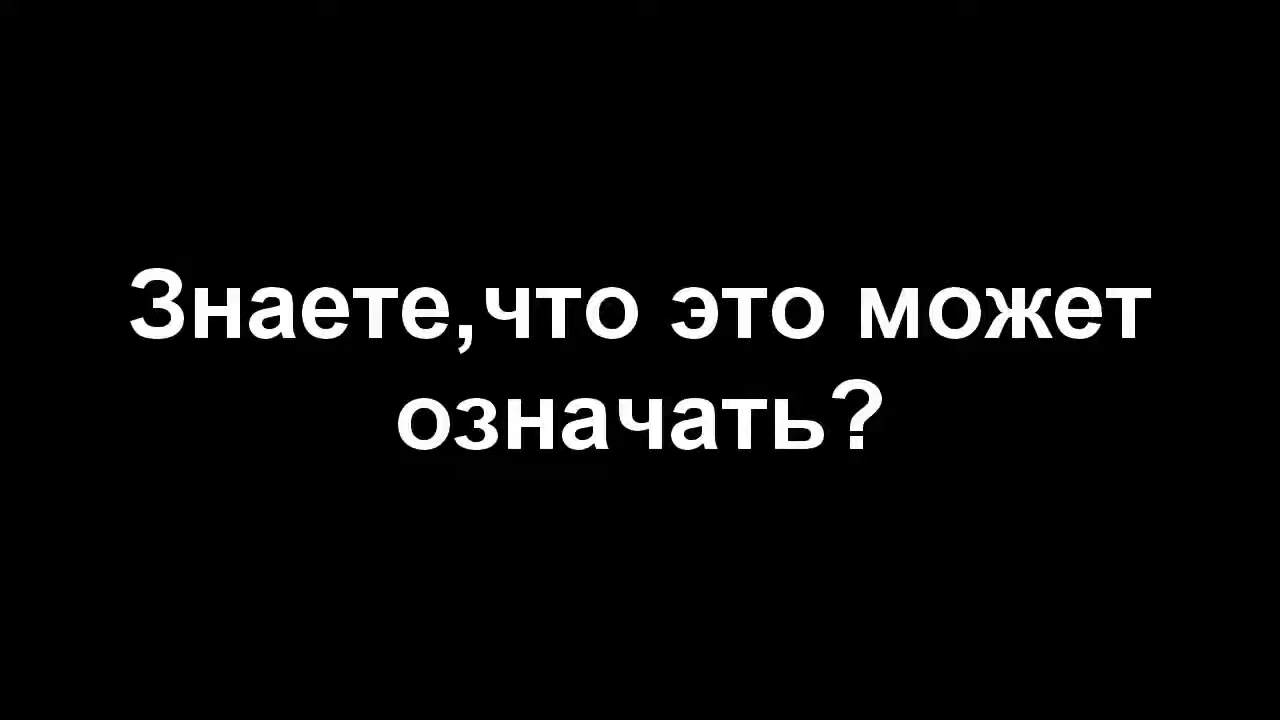 Знаете,что это может
означать?